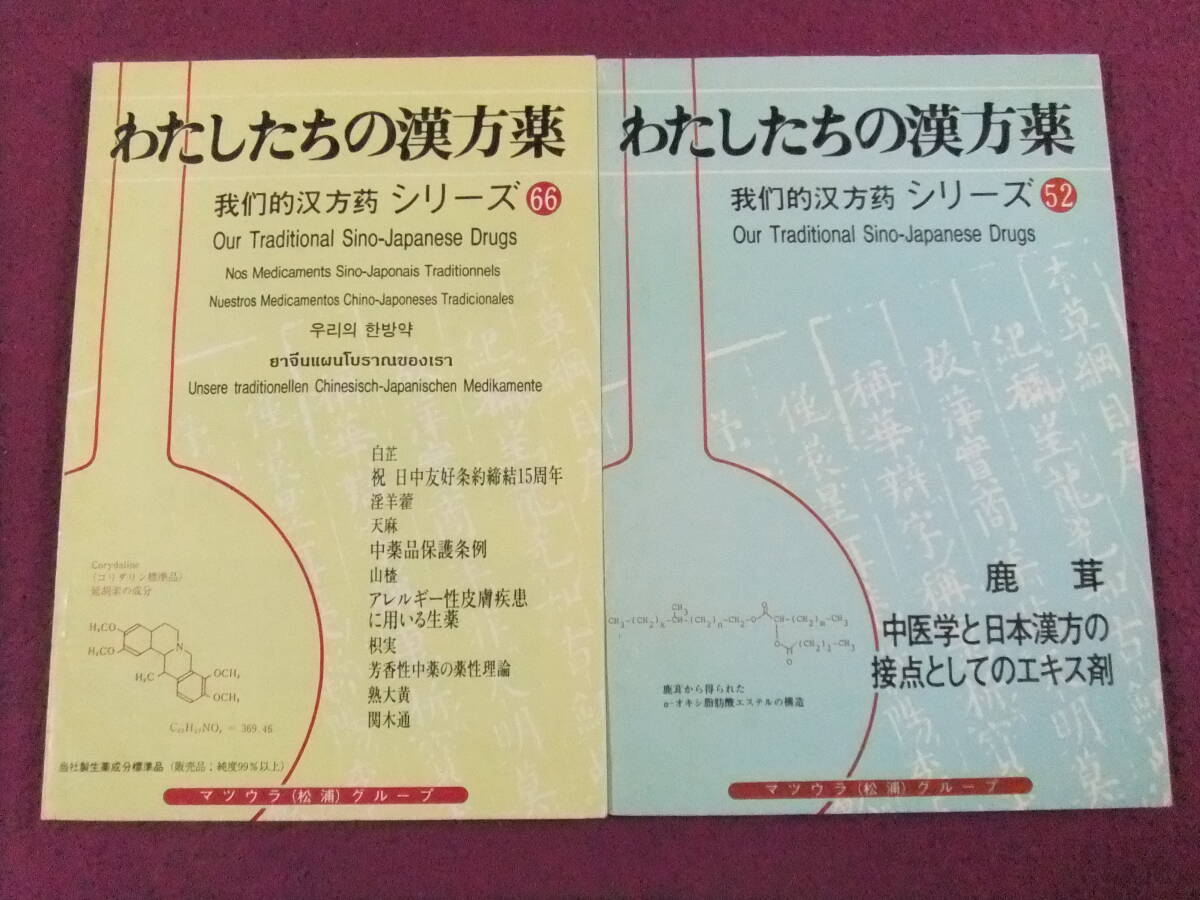 わたしたちの漢方薬
我们的汉方药 シリーズ 66
Our Traditional Sino-Japanese Drugs
Nos Medicaments Sino-Japonais Traditionnels
Nuestros Medicamentos Chino-Japoneses Tradicionales
우리의 한방약
ยาจีนแผนโบราณของเรา
Unsere traditionellen Chinesisch-Japanischen Medikamente
白芷
祝 日中友好条約締結15周年
淫羊藿
天麻
中薬品保護条例
山楂
アレルギー性皮膚疾患
に用いる生薬
枳実
芳香性中薬の薬性理論
熟大黄
関木通
Corydaline
(コリダリン標準品)
延胡索の成分
H₃CO
H₃CO
N
H₃C
OCH₃
OCH₃
C₂₂H₂₇NO₄ = 369.46
当社製生薬成分標準品 (販売品;純度99%以上)
マツウラ(松浦)グループ
わたしたちの漢方薬
我们的汉方药 シリーズ 52
Our Traditional Sino-Japanese Drugs
鹿茸
中医学と日本漢方の
接点としてのエキス剤
鹿茸から得られた
α-オキシ脂肪酸エステルの構造
マツウラ(松浦)グループ